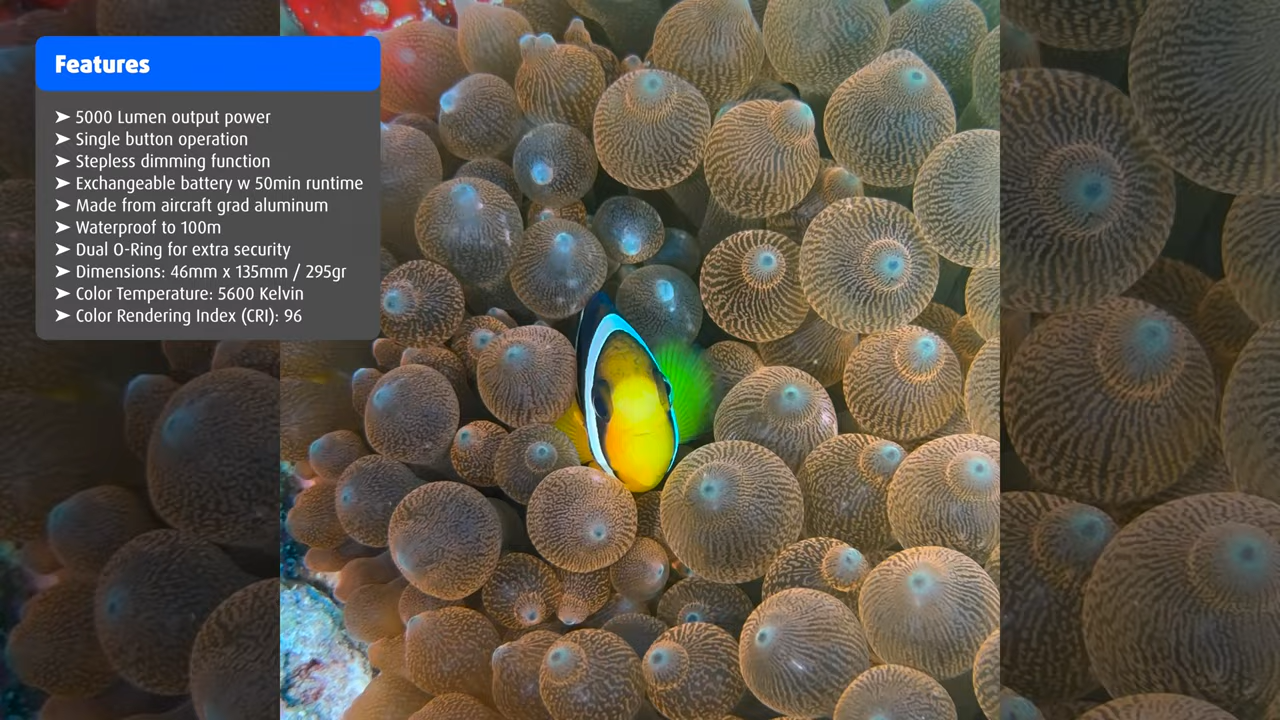 Features
➤ 5000 Lumen output power
➤ Single button operation
➤ Stepless dimming function
➤ Exchangeable battery w 50min runtime
➤ Made from aircraft grad aluminum
➤ Waterproof to 100m
➤ Dual O-Ring for extra security
➤ Dimensions: 46mm x 135mm / 295gr
➤ Color Temperature: 5600 Kelvin
➤ Color Rendering Index (CRI): 96